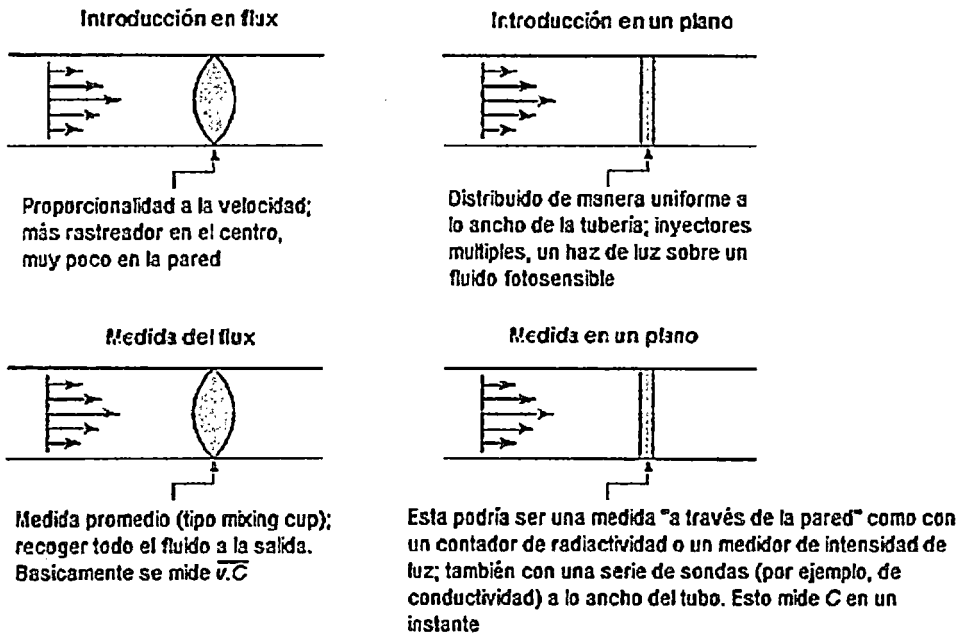 Introducción en flux
Introducción en un plano
Proporcionalidad a la velocidad;
más rastreador en el centro,
muy poco en la pared
Distribuido de manera uniforme a
lo ancho de la tubería; inyectores
multiples, un haz de luz sobre un
fluido fotosensible
Medida del flux
Medida en un plano
Medida promedio (tipo mixing cup);
recoger todo el fluido a la salida.
Basicamente se mide v.C
Esta podría ser una medida "a través de la pared" como con
un contador de radiactividad o un medidor de intensidad de
luz; también con una serie de sondas (por ejemplo, de
conductividad) a lo ancho del tubo. Esto mide C en un
instante